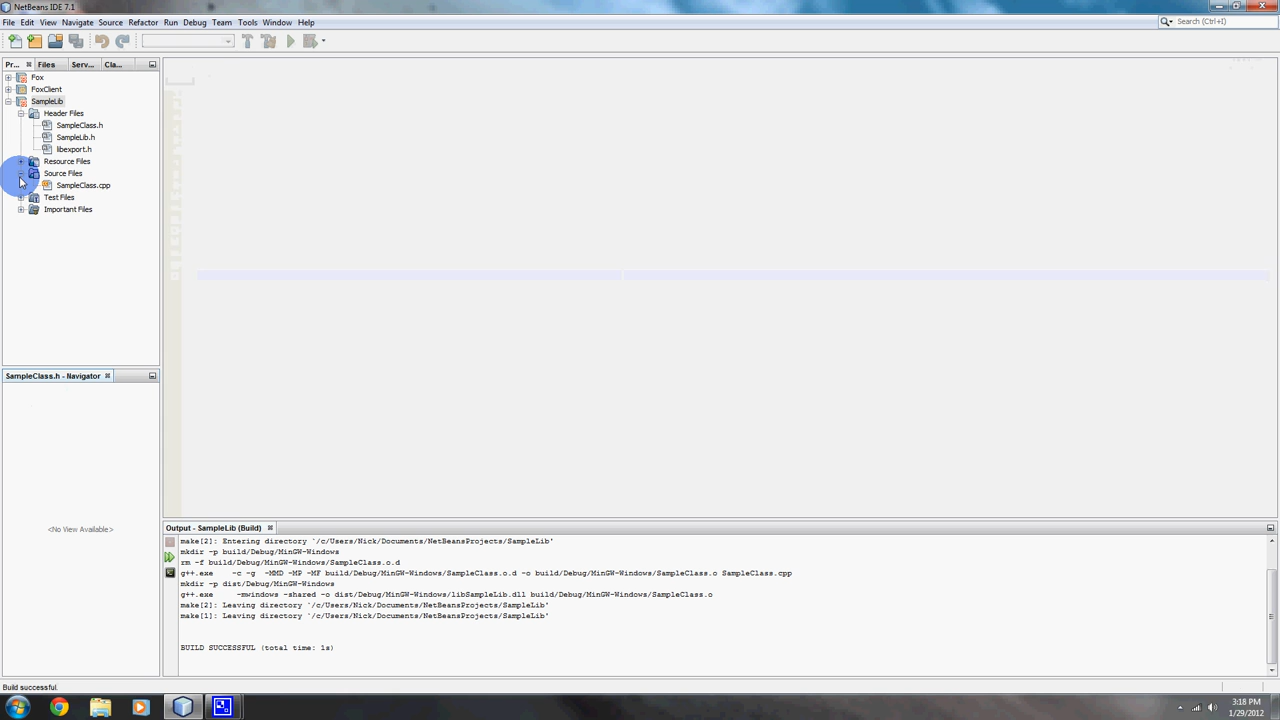 NetBeans IDE 7.1
File Edit View Navigate Source Refactor Run Debug Team Tools Window Help
Search (Ctrl+I)
Pr... Files Serv... Cla...
Fox
FoxClient
SampleLib
Header Files
SampleClass.h
SampleLib.h
libexport.h
Resource Files
Source Files
SampleClass.cpp
Test Files
Important Files
SampleClass.h - Navigator
<No View Available>
Output - SampleLib (Build)
make[2]: Entering directory `/c/Users/Nick/Documents/NetBeansProjects/SampleLib'
mkdir -p build/Debug/MinGW-Windows
rm -f build/Debug/MinGW-Windows/SampleClass.o.d
g++.exe    -c -g  -MMD -MP -MF build/Debug/MinGW-Windows/SampleClass.o.d -o build/Debug/MinGW-Windows/SampleClass.o SampleClass.cpp
mkdir -p dist/Debug/MinGW-Windows
g++.exe    -mwindows -shared -o dist/Debug/MinGW-Windows/libSampleLib.dll build/Debug/MinGW-Windows/SampleClass.o
make[2]: Leaving directory `/c/Users/Nick/Documents/NetBeansProjects/SampleLib'
make[1]: Leaving directory `/c/Users/Nick/Documents/NetBeansProjects/SampleLib'
BUILD SUCCESSFUL (total time: 1s)
Build successful.
3:18 PM
1/29/2012